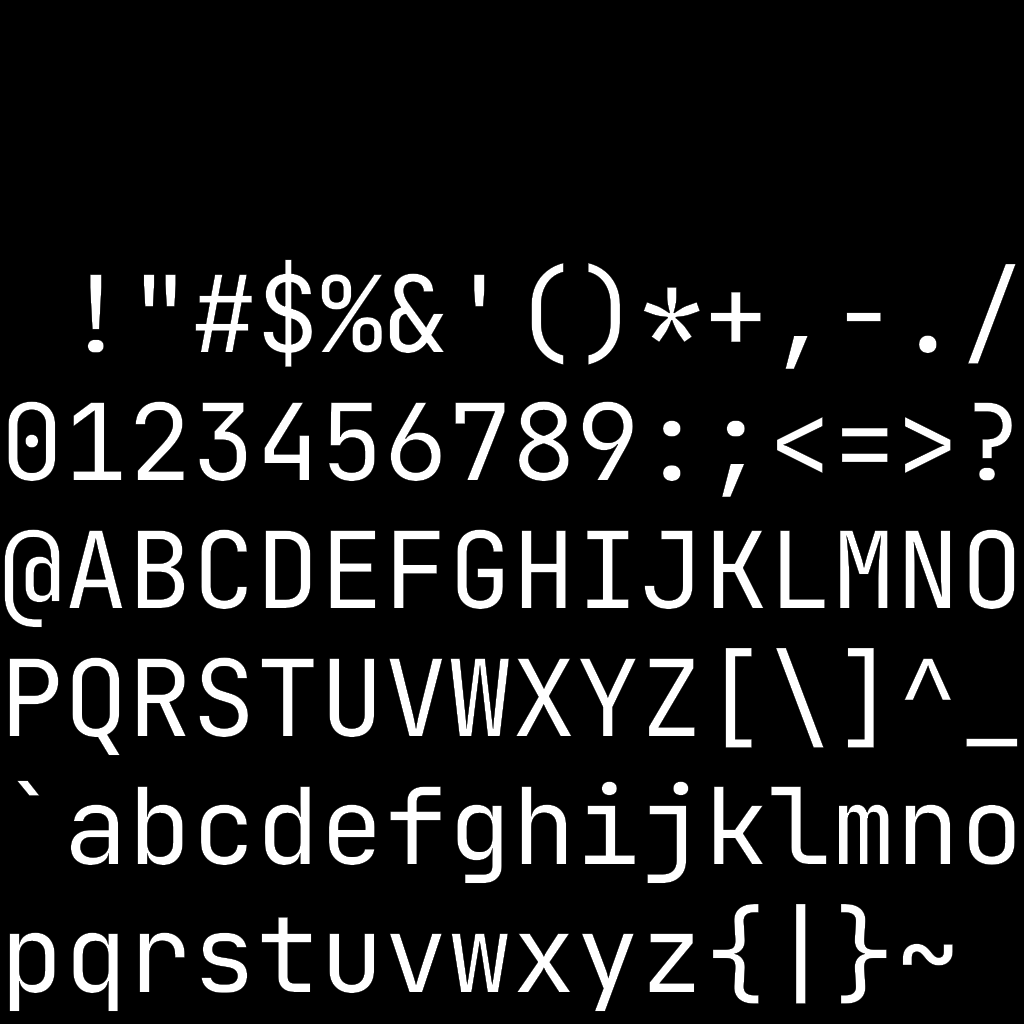 !"#$%&'()*+,-./
0123456789:;<=>?
@ABCDEFGHIJKLMNO
PQRSTUVWXYZ[\]^_
`abcdefghijklmno
pqrstuvwxyz{|}~